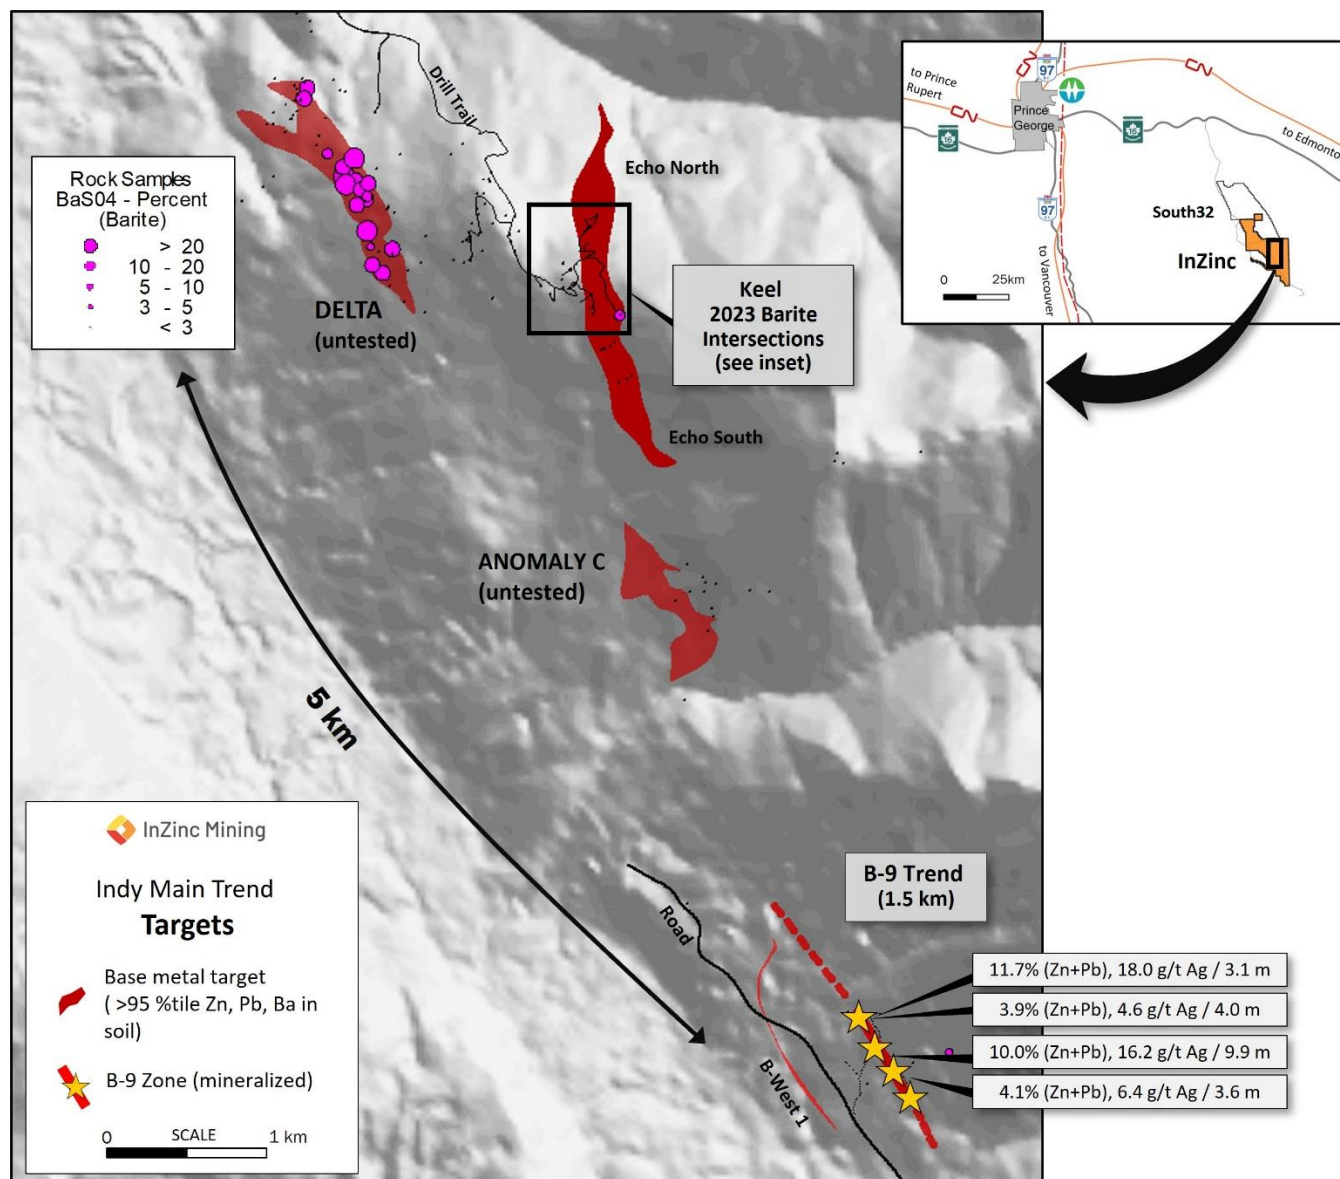 Rock Samples
BaS04 - Percent
(Barite)
> 20
10 - 20
5 - 10
3 - 5
< 3
Drill Trail
Echo North
DELTA
(untested)
Keel
2023 Barite
Intersections
(see inset)
Echo South
ANOMALY C
(untested)
5 km
to Prince
Rupert
CN
97
CN
Prince
George
16
16
to Edmonto
97
to Vancouver
South32
InZinc
0 25km
InZinc Mining
Indy Main Trend
Targets
Base metal target
( >95 %tile Zn, Pb, Ba in
soil)
B-9 Zone (mineralized)
0 SCALE 1 km
Road
B-West 1
B-9 Trend
(1.5 km)
11.7% (Zn+Pb), 18.0 g/t Ag / 3.1 m
3.9% (Zn+Pb), 4.6 g/t Ag / 4.0 m
10.0% (Zn+Pb), 16.2 g/t Ag / 9.9 m
4.1% (Zn+Pb), 6.4 g/t Ag / 3.6 m